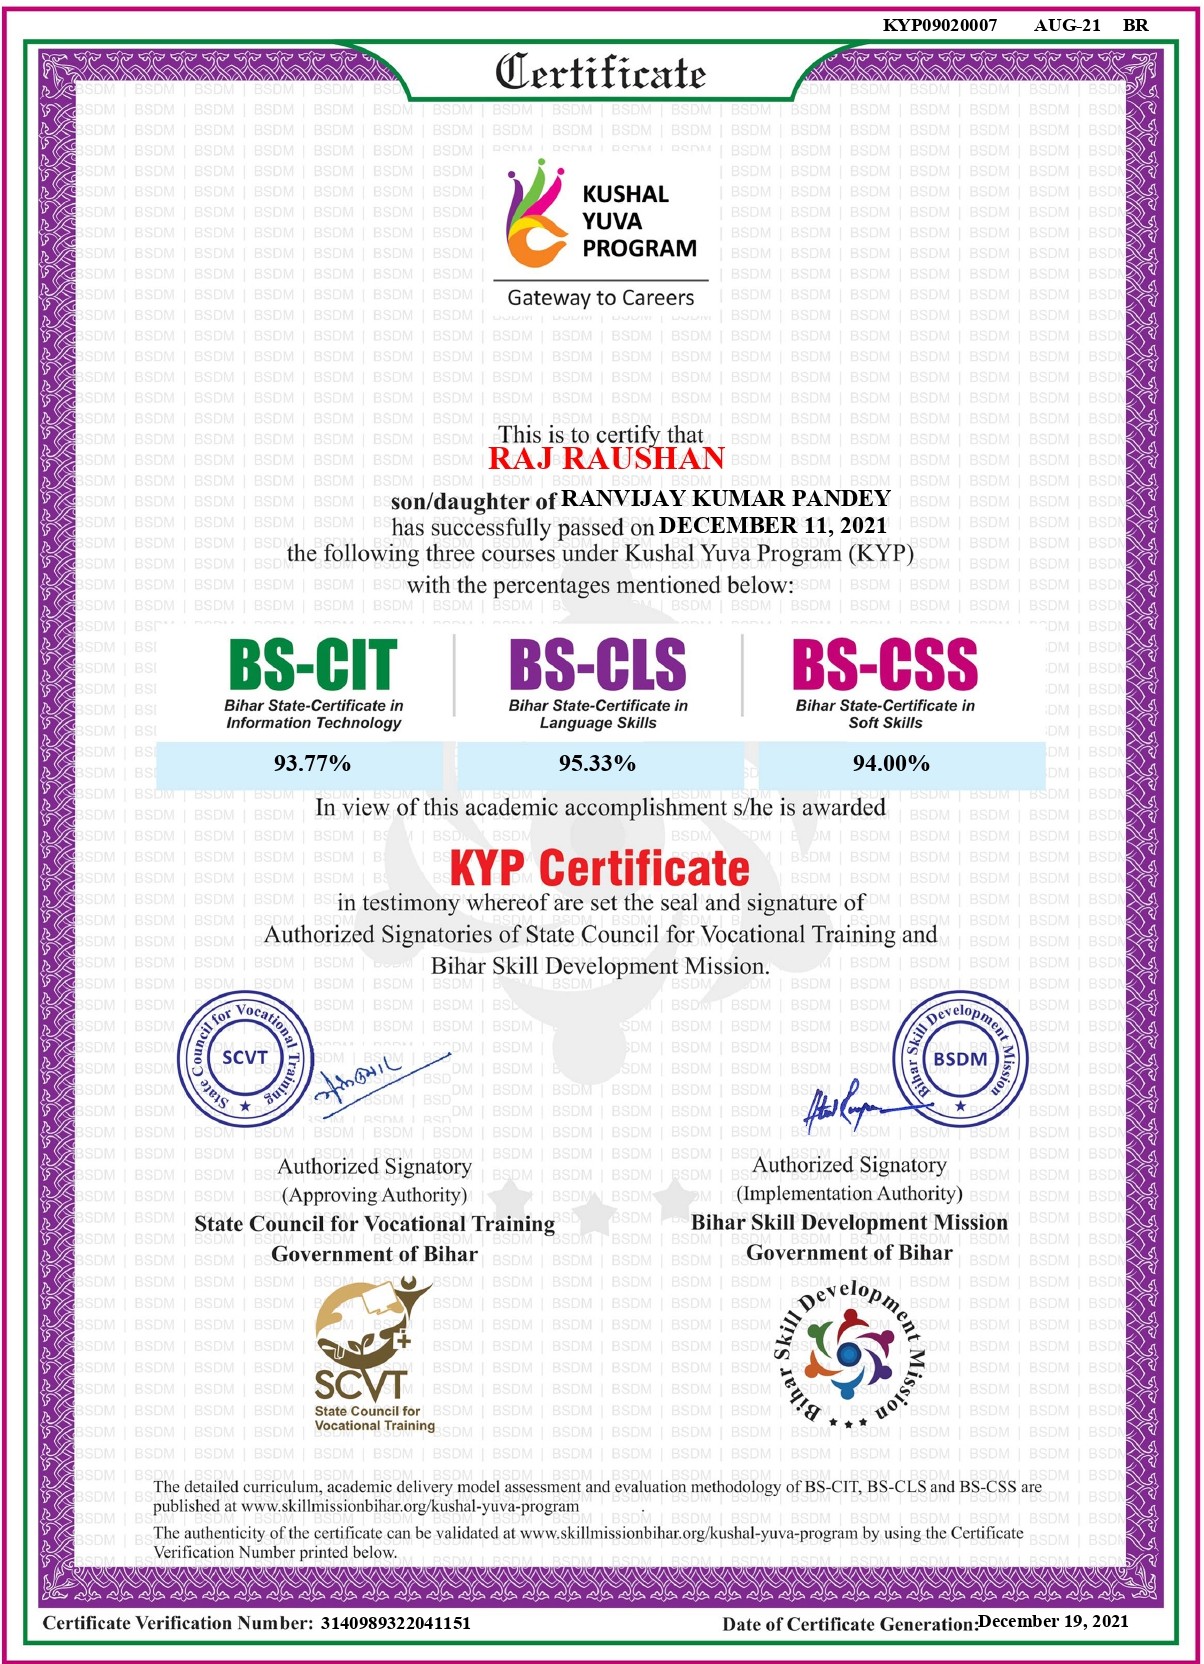 KYP09020007 AUG-21 BR
Certificate
KUSHAL
YUVA
PROGRAM
Gateway to Careers
This is to certify that
RAJ RAUSHAN
son/daughter of RANVIJAY KUMAR PANDEY
has successfully passed on DECEMBER 11, 2021
the following three courses under Kushal Yuva Program (KYP)
with the percentages mentioned below:
BS-CIT
Bihar State-Certificate in
Information Technology
93.77%
BS-CLS
Bihar State-Certificate in
Language Skills
95.33%
BS-CSS
Bihar State-Certificate in
Soft Skills
94.00%
In view of this academic accomplishment s/he is awarded
KYP Certificate
in testimony whereof are set the seal and signature of
Authorized Signatories of State Council for Vocational Training and
Bihar Skill Development Mission.
State Council for Vocational Training
SCVT
Bihar Skill Development Mission
BSDM
Authorized Signatory
(Approving Authority)
State Council for Vocational Training
Government of Bihar
Authorized Signatory
(Implementation Authority)
Bihar Skill Development Mission
Government of Bihar
SCVT
State Council for
Vocational Training
Bihar Skill Development Mission
The detailed curriculum, academic delivery model assessment and evaluation methodology of BS-CIT, BS-CLS and BS-CSS are
published at www.skillmissionbihar.org/kushal-yuva-program
The authenticity of the certificate can be validated at www.skillmissionbihar.org/kushal-yuva-program by using the Certificate
Verification Number printed below.
Certificate Verification Number: 3140989322041151
Date of Certificate Generation:December 19, 2021